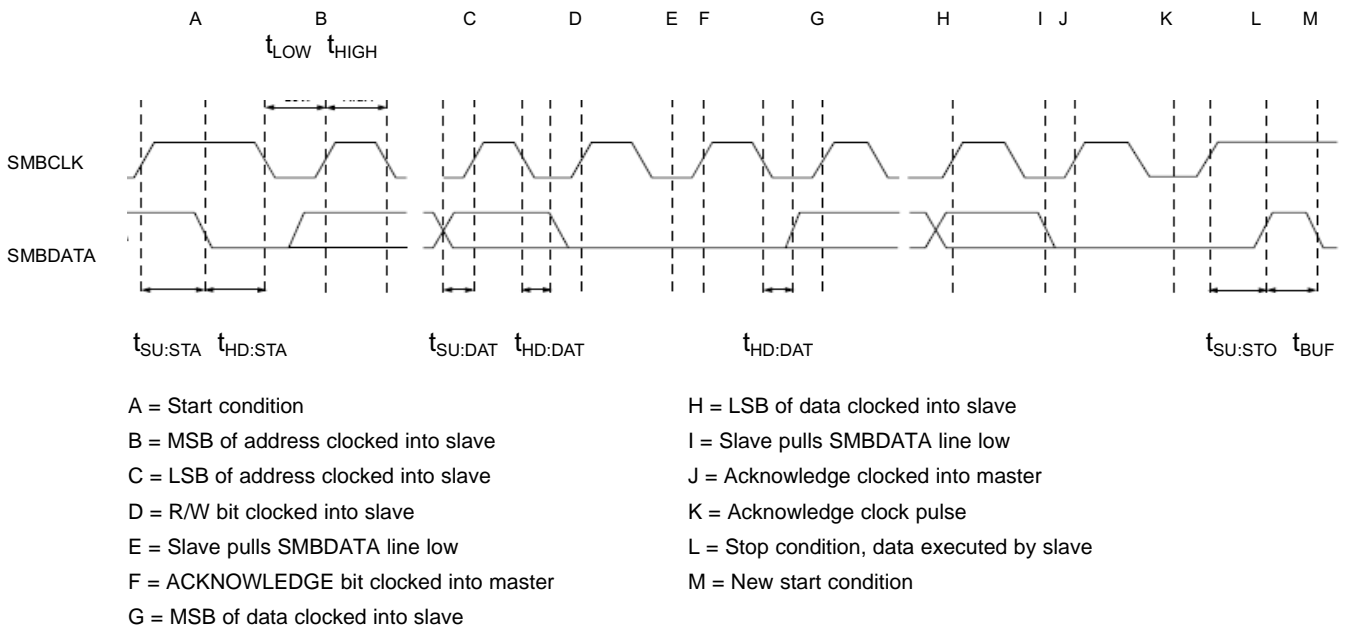 A B C D E F G H I J K L M
tLOW tHIGH
SMBCLK
SMBDATA
tSU:STA tHD:STA tSU:DAT tHD:DAT tHD:DAT tSU:STO tBUF
A = Start condition
B = MSB of address clocked into slave
C = LSB of address clocked into slave
D = R/W bit clocked into slave
E = Slave pulls SMBDATA line low
F = ACKNOWLEDGE bit clocked into master
G = MSB of data clocked into slave
H = LSB of data clocked into slave
I = Slave pulls SMBDATA line low
J = Acknowledge clocked into master
K = Acknowledge clock pulse
L = Stop condition, data executed by slave
M = New start condition